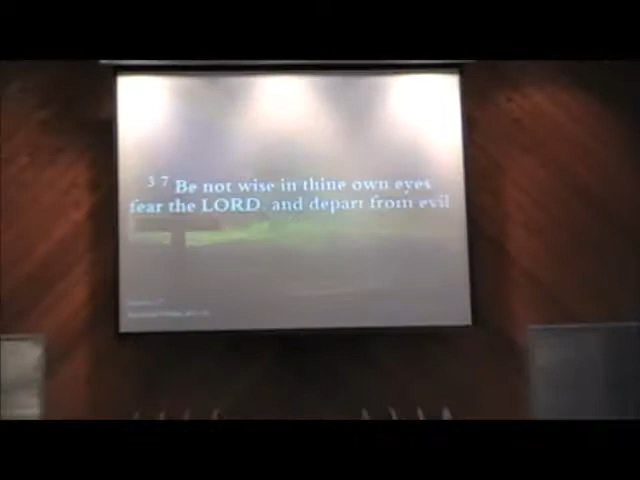 3 7 Be not wise in thine own eyes
fear the LORD, and depart from evil